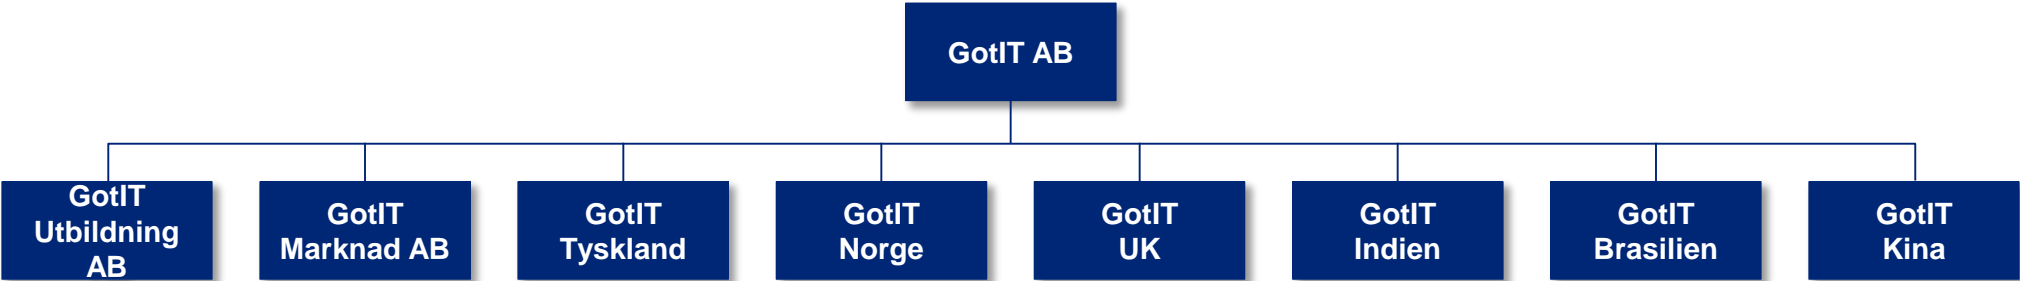 GotIT AB
GotIT
Utbildning
AB
GotIT
Marknad AB
GotIT
Tyskland
GotIT
Norge
GotIT
UK
GotIT
Indien
GotIT
Brasilien
GotIT
Kina